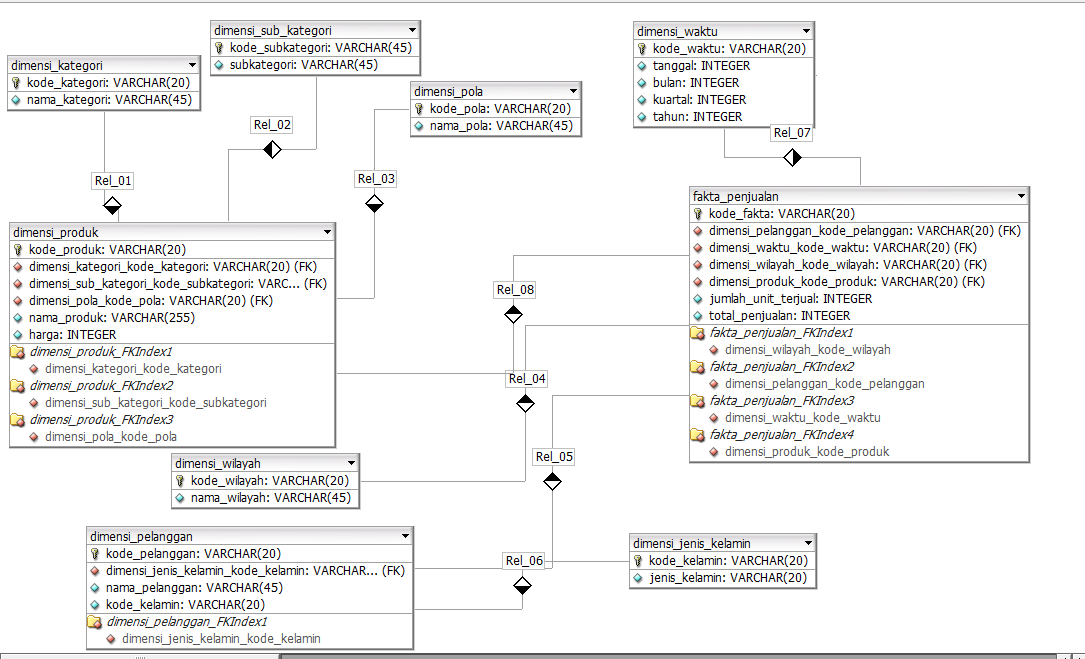 dimensi_sub_kategori
kode_subkategori: VARCHAR(45)
subkategori: VARCHAR(45)
dimensi_waktu
kode_waktu: VARCHAR(20)
tanggal: INTEGER
bulan: INTEGER
kuartal: INTEGER
tahun: INTEGER
dimensi_kategori
kode_kategori: VARCHAR(20)
nama_kategori: VARCHAR(45)
dimensi_pola
kode_pola: VARCHAR(20)
nama_pola: VARCHAR(45)
Rel_02
Rel_07
Rel_01
Rel_03
dimensi_produk
kode_produk: VARCHAR(20)
dimensi_kategori_kode_kategori: VARCHAR(20) (FK)
dimensi_sub_kategori_kode_subkategori: VARC... (FK)
dimensi_pola_kode_pola: VARCHAR(20) (FK)
nama_produk: VARCHAR(255)
harga: INTEGER
dimensi_produk_FKIndex1
dimensi_kategori_kode_kategori
dimensi_produk_FKIndex2
dimensi_sub_kategori_kode_subkategori
dimensi_produk_FKIndex3
dimensi_pola_kode_pola
fakta_penjualan
kode_fakta: VARCHAR(20)
dimensi_pelanggan_kode_pelanggan: VARCHAR(20) (FK)
dimensi_waktu_kode_waktu: VARCHAR(20) (FK)
dimensi_wilayah_kode_wilayah: VARCHAR(20) (FK)
dimensi_produk_kode_produk: VARCHAR(20) (FK)
jumlah_unit_terjual: INTEGER
total_penjualan: INTEGER
fakta_penjualan_FKIndex1
dimensi_wilayah_kode_wilayah
fakta_penjualan_FKIndex2
dimensi_pelanggan_kode_pelanggan
fakta_penjualan_FKIndex3
dimensi_waktu_kode_waktu
fakta_penjualan_FKIndex4
dimensi_produk_kode_produk
Rel_08
Rel_04
Rel_05
dimensi_wilayah
kode_wilayah: VARCHAR(20)
nama_wilayah: VARCHAR(45)
dimensi_pelanggan
kode_pelanggan: VARCHAR(20)
dimensi_jenis_kelamin_kode_kelamin: VARCHAR... (FK)
nama_pelanggan: VARCHAR(45)
kode_kelamin: VARCHAR(20)
dimensi_pelanggan_FKIndex1
dimensi_jenis_kelamin_kode_kelamin
Rel_06
dimensi_jenis_kelamin
kode_kelamin: VARCHAR(20)
jenis_kelamin: VARCHAR(20)